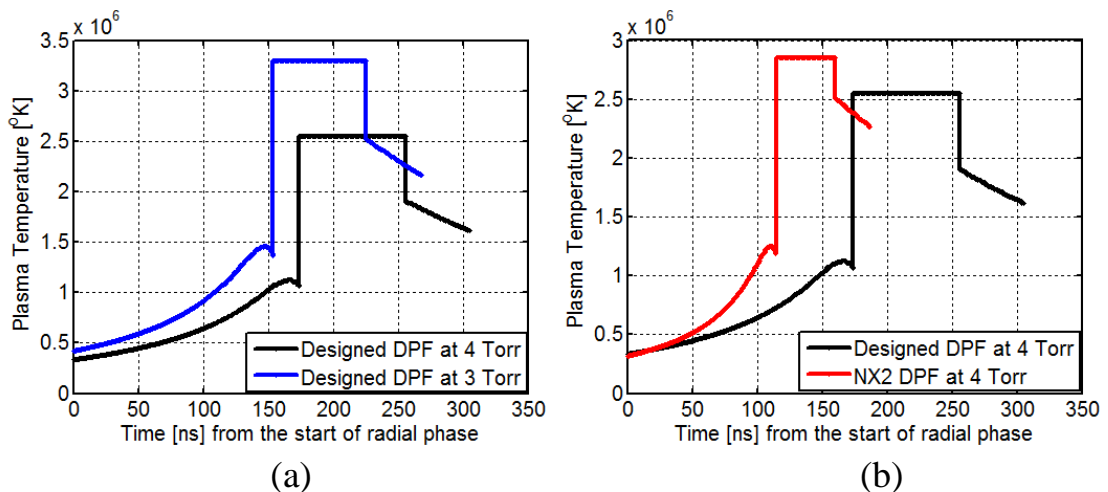 x 10^6
3.5
3
2.5
2
1.5
1
0.5
0
0 50 100 150 200 250 300 350
Plasma Temperature [°K]
Time [ns] from the start of radial phase
Designed DPF at 4 Torr
Designed DPF at 3 Torr
(a)
x 10^6
3
2.5
2
1.5
1
0.5
0
0 50 100 150 200 250 300 350
Plasma Temperature [°K]
Time [ns] from the start of radial phase
Designed DPF at 4 Torr
NX2 DPF at 4 Torr
(b)